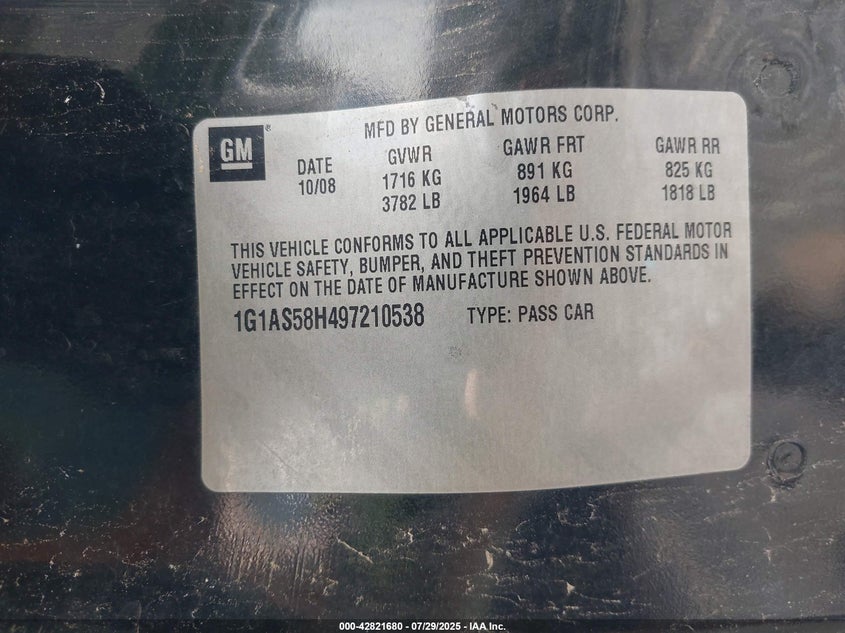 GM
MFD BY GENERAL MOTORS CORP.
DATE GVWR GAWR FRT GAWR RR
10/08 1716 KG 891 KG 825 KG
3782 LB 1964 LB 1818 LB
THIS VEHICLE CONFORMS TO ALL APPLICABLE U.S. FEDERAL MOTOR
VEHICLE SAFETY, BUMPER, AND THEFT PREVENTION STANDARDS IN
EFFECT ON THE DATE OF MANUFACTURE SHOWN ABOVE.
1G1AS58H497210538 TYPE: PASS CAR
000-42821680 - 07/29/2025 - IAA Inc.